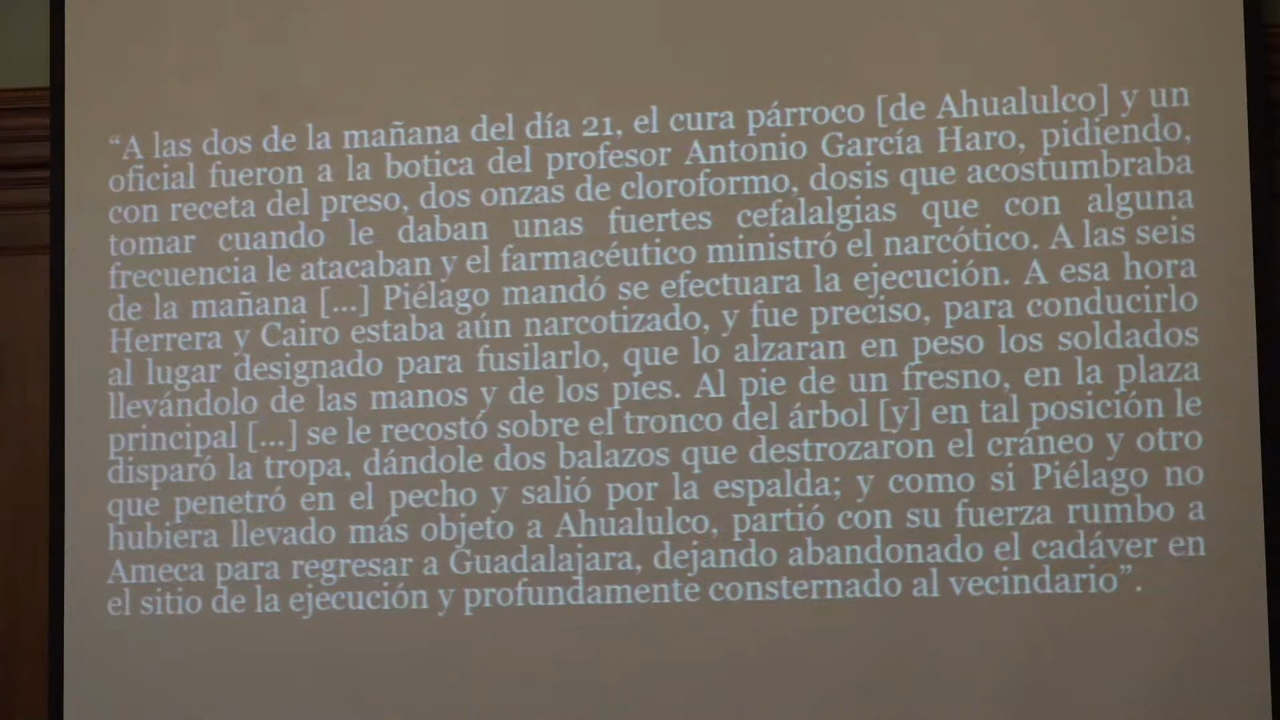 “A las dos de la mañana del día 21, el cura párroco [de Ahualulco] y un
oficial fueron a la botica del profesor Antonio García Haro, pidiendo,
con receta del preso, dos onzas de cloroformo, dosis que acostumbraba
tomar cuando le daban unas fuertes cefalalgias que con alguna
frecuencia le atacaban y el farmacéutico ministró el narcótico. A las seis
de la mañana [...] Piélago mandó se efectuara la ejecución. A esa hora
Herrera y Cairo estaba aún narcotizado, y fue preciso, para conducirlo
al lugar designado para fusilarlo, que lo alzaran en peso los soldados
llevándolo de las manos y de los pies. Al pie de un fresno, en la plaza
principal [...] se le recostó sobre el tronco del árbol [y] en tal posición le
disparó la tropa, dándole dos balazos que destrozaron el cráneo y otro
que penetró en el pecho y salió por la espalda; y como si Piélago no
hubiera llevado más objeto a Ahualulco, partió con su fuerza rumbo a
Ameca para regresar a Guadalajara, dejando abandonado el cadáver en
el sitio de la ejecución y profundamente consternado al vecindario”.